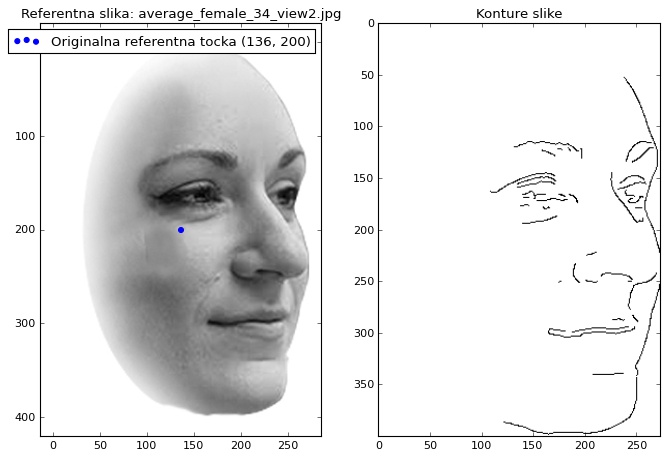 Referentna slika: average_female_34_view2.jpg
Originalna referentna tocka (136, 200)
100
200
300
400
0 50 100 150 200 250
Konture slike
0
50
100
150
200
250
300
350
0 50 100 150 200 250